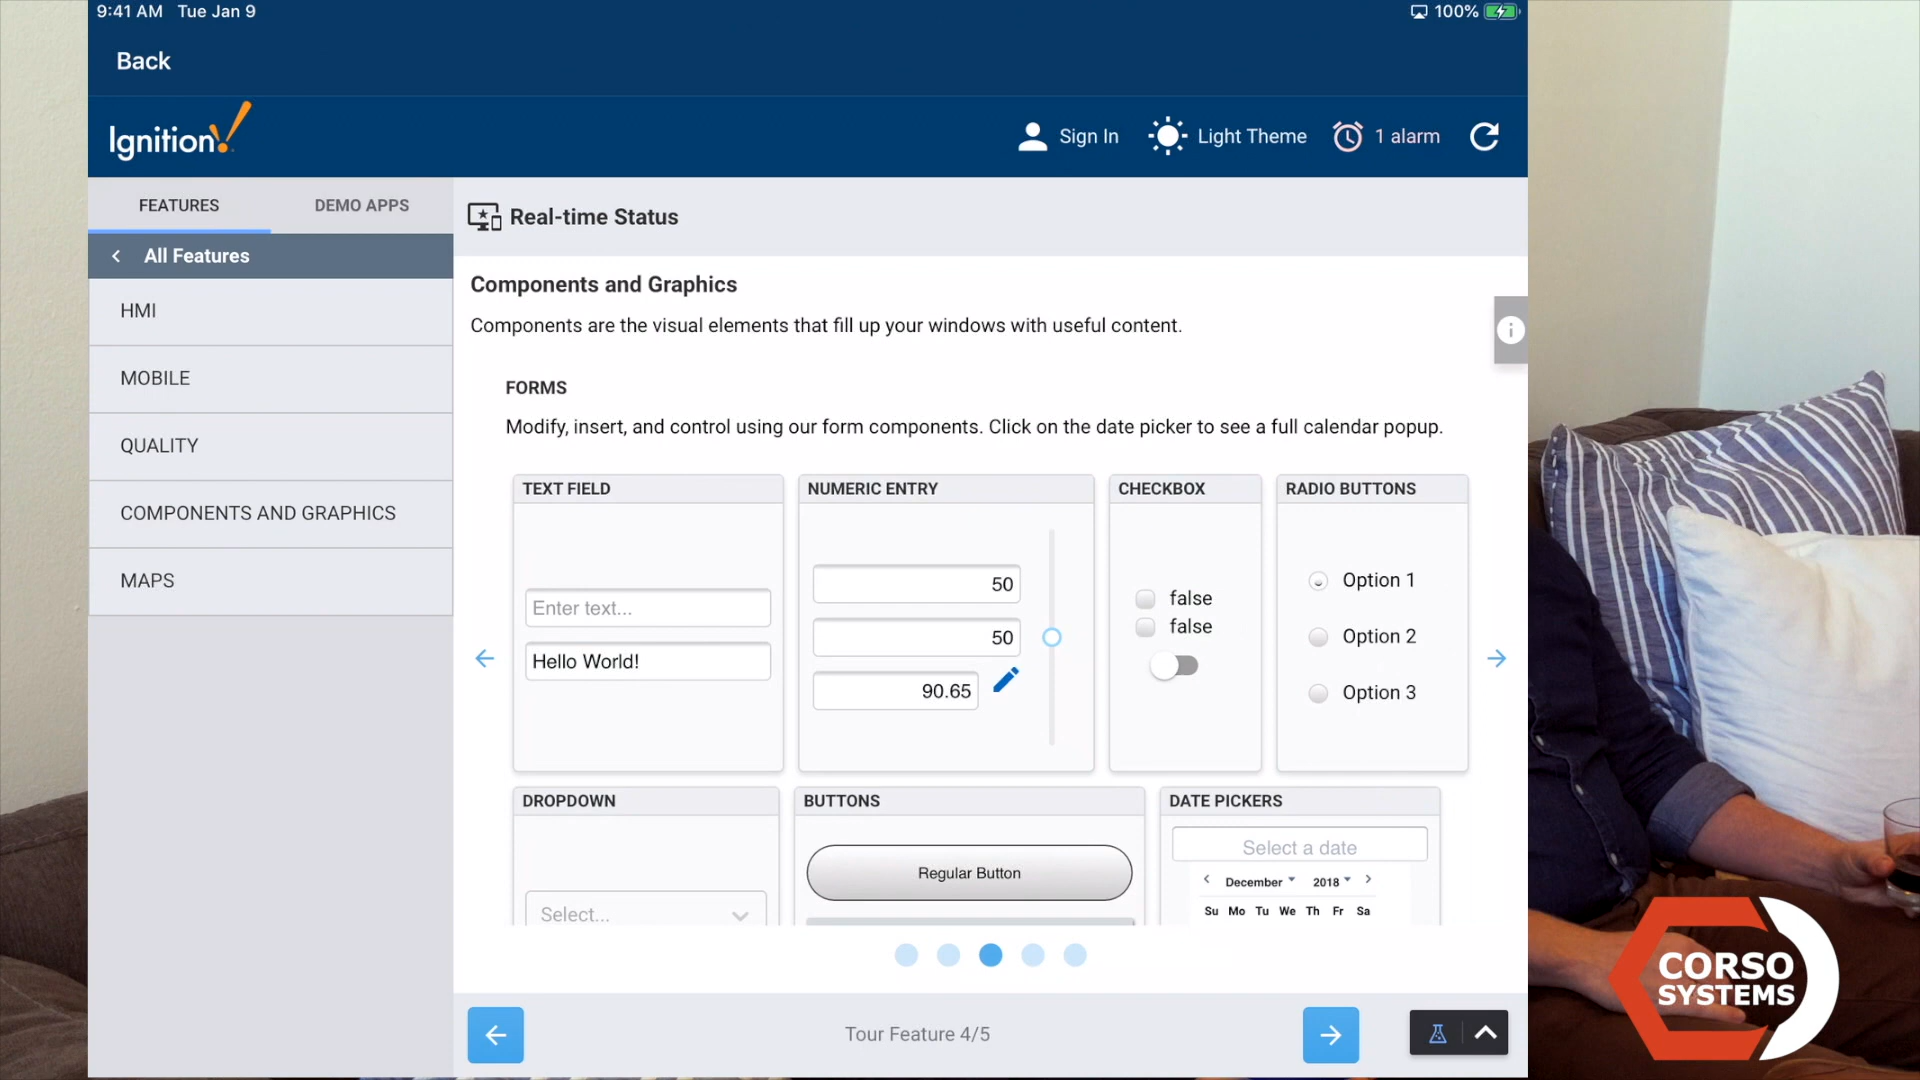 9:41 AM Tue Jan 9
100%
Back
Ignition!
Sign In
Light Theme
1 alarm
FEATURES
DEMO APPS
Real-time Status
All Features
HMI
MOBILE
QUALITY
COMPONENTS AND GRAPHICS
MAPS
Components and Graphics
Components are the visual elements that fill up your windows with useful content.
FORMS
Modify, insert, and control using our form components. Click on the date picker to see a full calendar popup.
TEXT FIELD
Enter text...
Hello World!
NUMERIC ENTRY
50
50
90.65
CHECKBOX
false
false
RADIO BUTTONS
Option 1
Option 2
Option 3
DROPDOWN
Select...
BUTTONS
Regular Button
DATE PICKERS
Select a date
December 2018
Su Mo Tu We Th Fr Sa
Tour Feature 4/5
CORSO
SYSTEMS